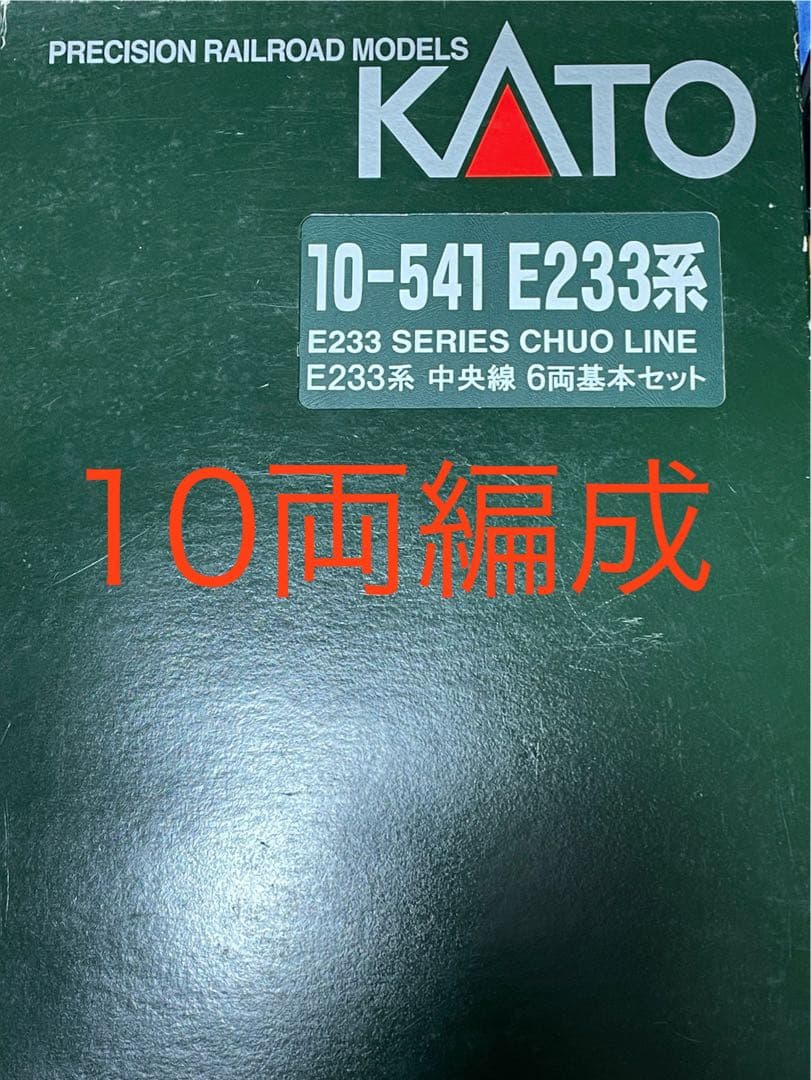 PRECISION RAILROAD MODELS
KATO
10-541 E233系
E233 SERIES CHUO LINE
E233系 中央線 6両基本セット
10両編成